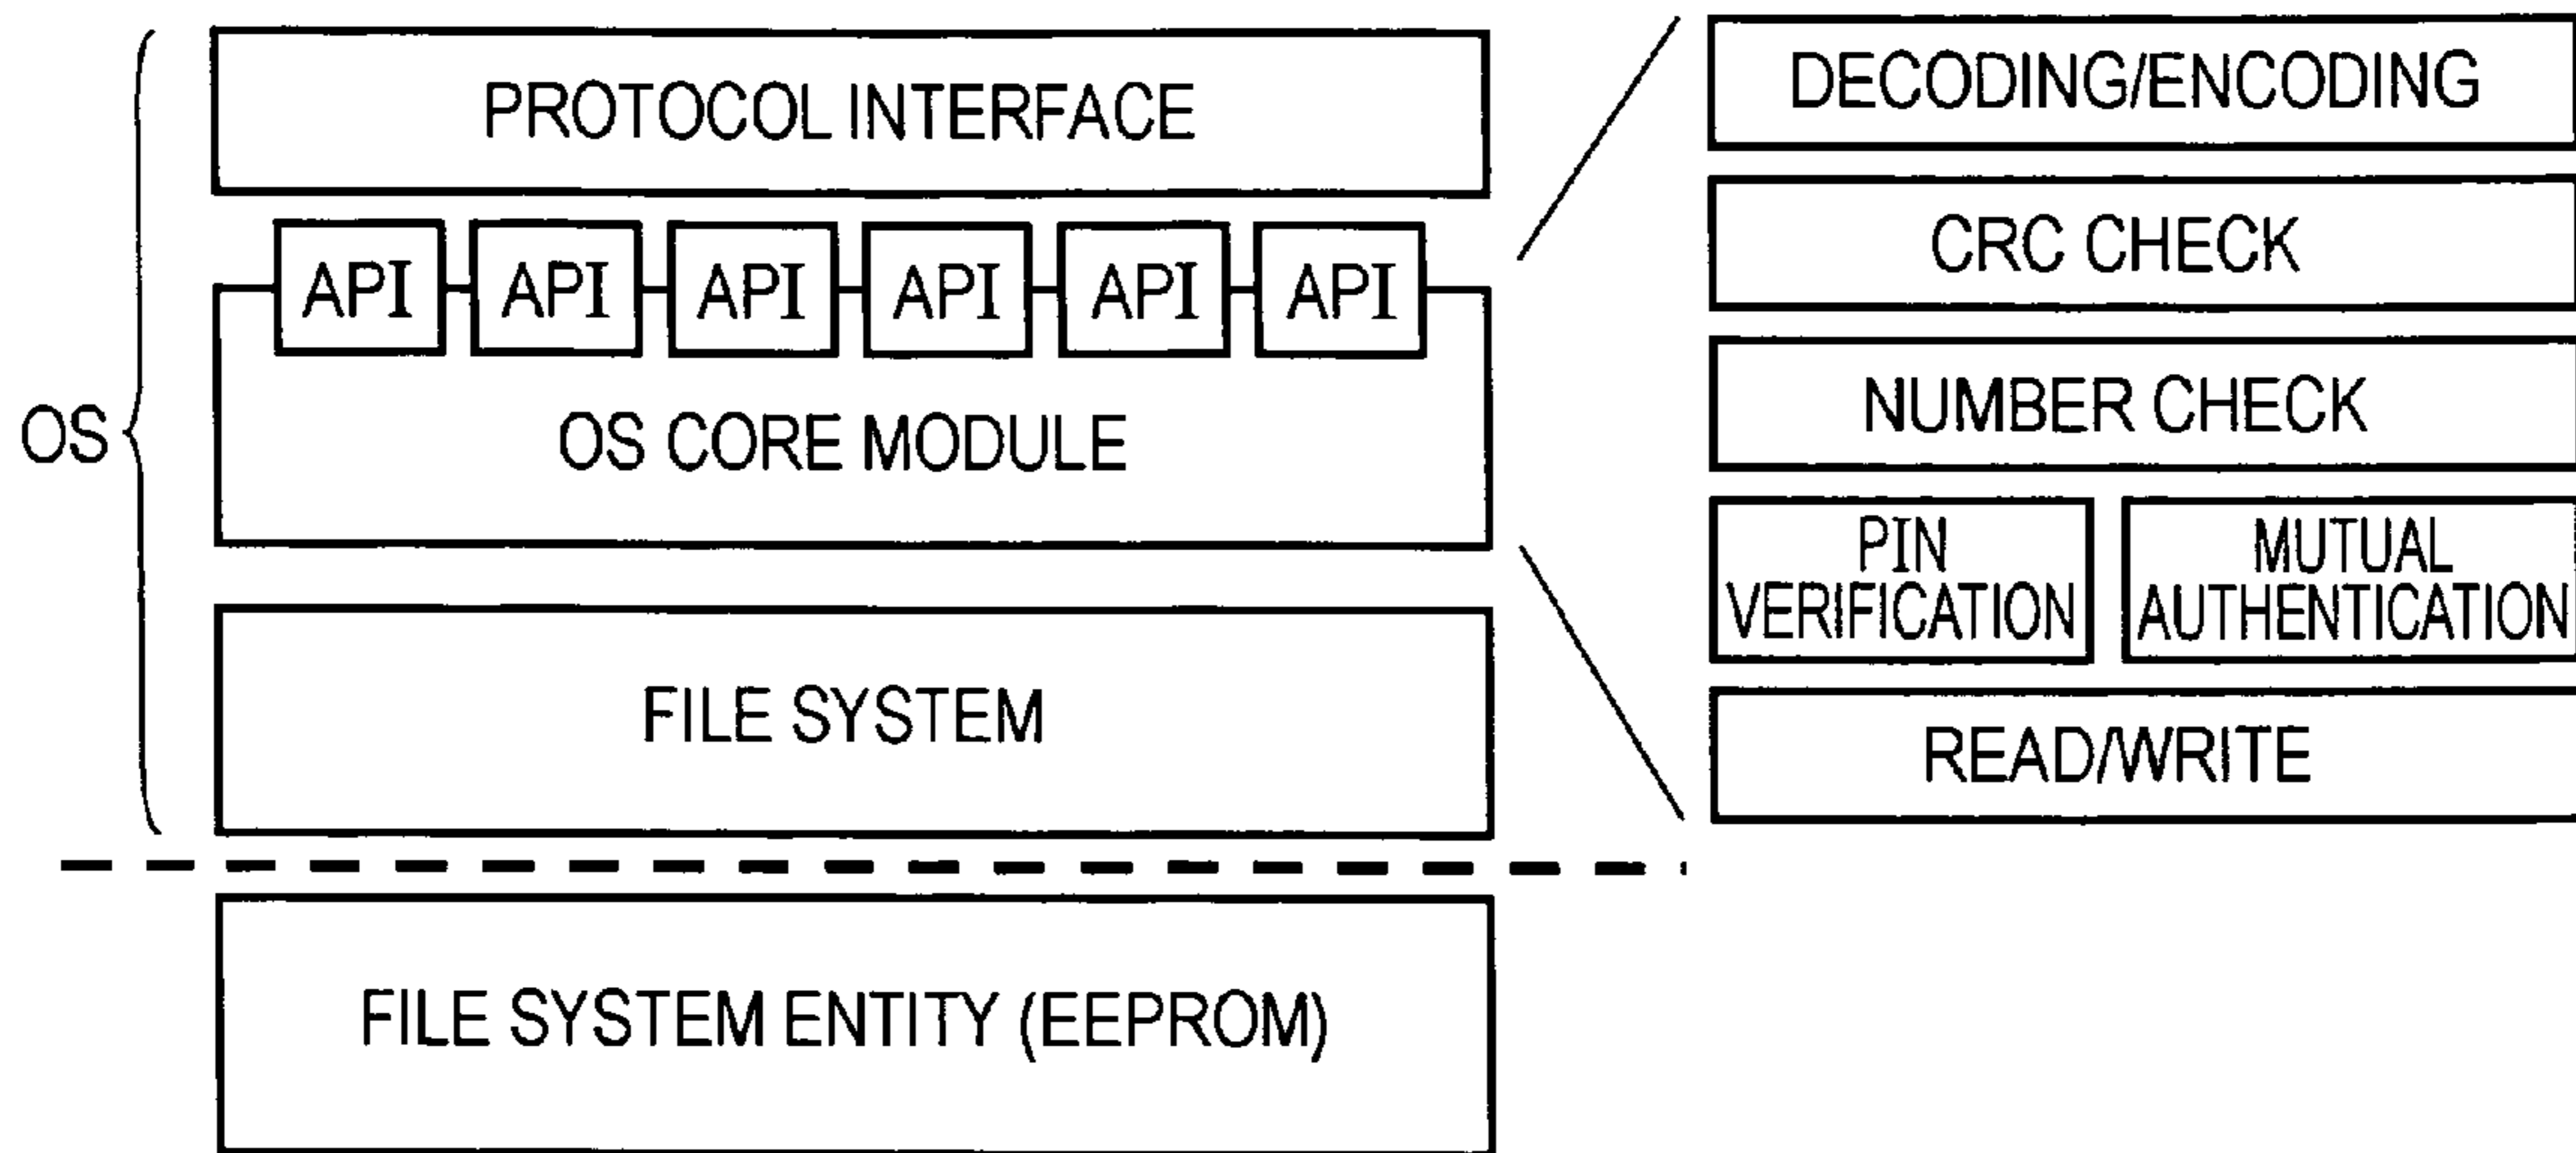 PROTOCOL INTERFACE
API API API API API API
OS CORE MODULE
OS
FILE SYSTEM
FILE SYSTEM ENTITY (EEPROM)
DECODING/ENCODING
CRC CHECK
NUMBER CHECK
PIN
VERIFICATION
MUTUAL
AUTHENTICATION
READ/WRITE